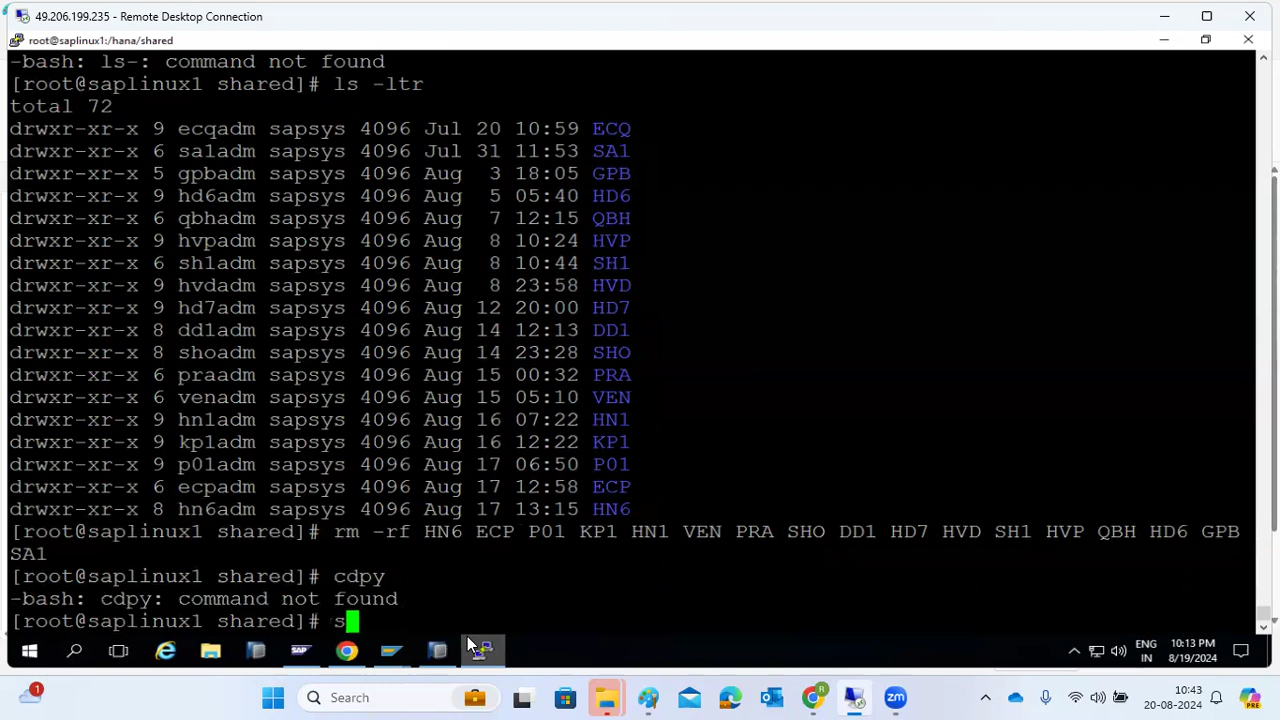 49.206.199.235 - Remote Desktop Connection
root@saplinux1:/hana/shared
-bash: ls-: command not found
[root@saplinux1 shared]# ls -ltr
total 72
drwxr-xr-x 9 ecqadm sapsys 4096 Jul 20 10:59 ECQ
drwxr-xr-x 6 sa1adm sapsys 4096 Jul 31 11:53 SA1
drwxr-xr-x 5 gpbadm sapsys 4096 Aug  3 18:05 GPB
drwxr-xr-x 9 hd6adm sapsys 4096 Aug  5 05:40 HD6
drwxr-xr-x 6 qbhadm sapsys 4096 Aug  7 12:15 QBH
drwxr-xr-x 9 hvpadm sapsys 4096 Aug  8 10:24 HVP
drwxr-xr-x 6 sh1adm sapsys 4096 Aug  8 10:44 SH1
drwxr-xr-x 9 hvdadm sapsys 4096 Aug  8 23:58 HVD
drwxr-xr-x 9 hd7adm sapsys 4096 Aug 12 20:00 HD7
drwxr-xr-x 8 dd1adm sapsys 4096 Aug 14 12:13 DD1
drwxr-xr-x 8 shoadm sapsys 4096 Aug 14 23:28 SHO
drwxr-xr-x 6 praadm sapsys 4096 Aug 15 00:32 PRA
drwxr-xr-x 6 venadm sapsys 4096 Aug 15 05:10 VEN
drwxr-xr-x 9 hn1adm sapsys 4096 Aug 16 07:22 HN1
drwxr-xr-x 9 kp1adm sapsys 4096 Aug 16 12:22 KP1
drwxr-xr-x 9 p01adm sapsys 4096 Aug 17 06:50 P01
drwxr-xr-x 6 ecpadm sapsys 4096 Aug 17 12:58 ECP
drwxr-xr-x 8 hn6adm sapsys 4096 Aug 17 13:15 HN6
[root@saplinux1 shared]# rm -rf HN6 ECP P01 KP1 HN1 VEN PRA SHO DD1 HD7 HVD SH1 HVP QBH HD6 GPB
SA1
[root@saplinux1 shared]# cdpy
-bash: cdpy: command not found
[root@saplinux1 shared]# s
SAP
ENG
IN
10:13 PM
8/19/2024
1
Search
R
zm
10:43
20-08-2024
PRE